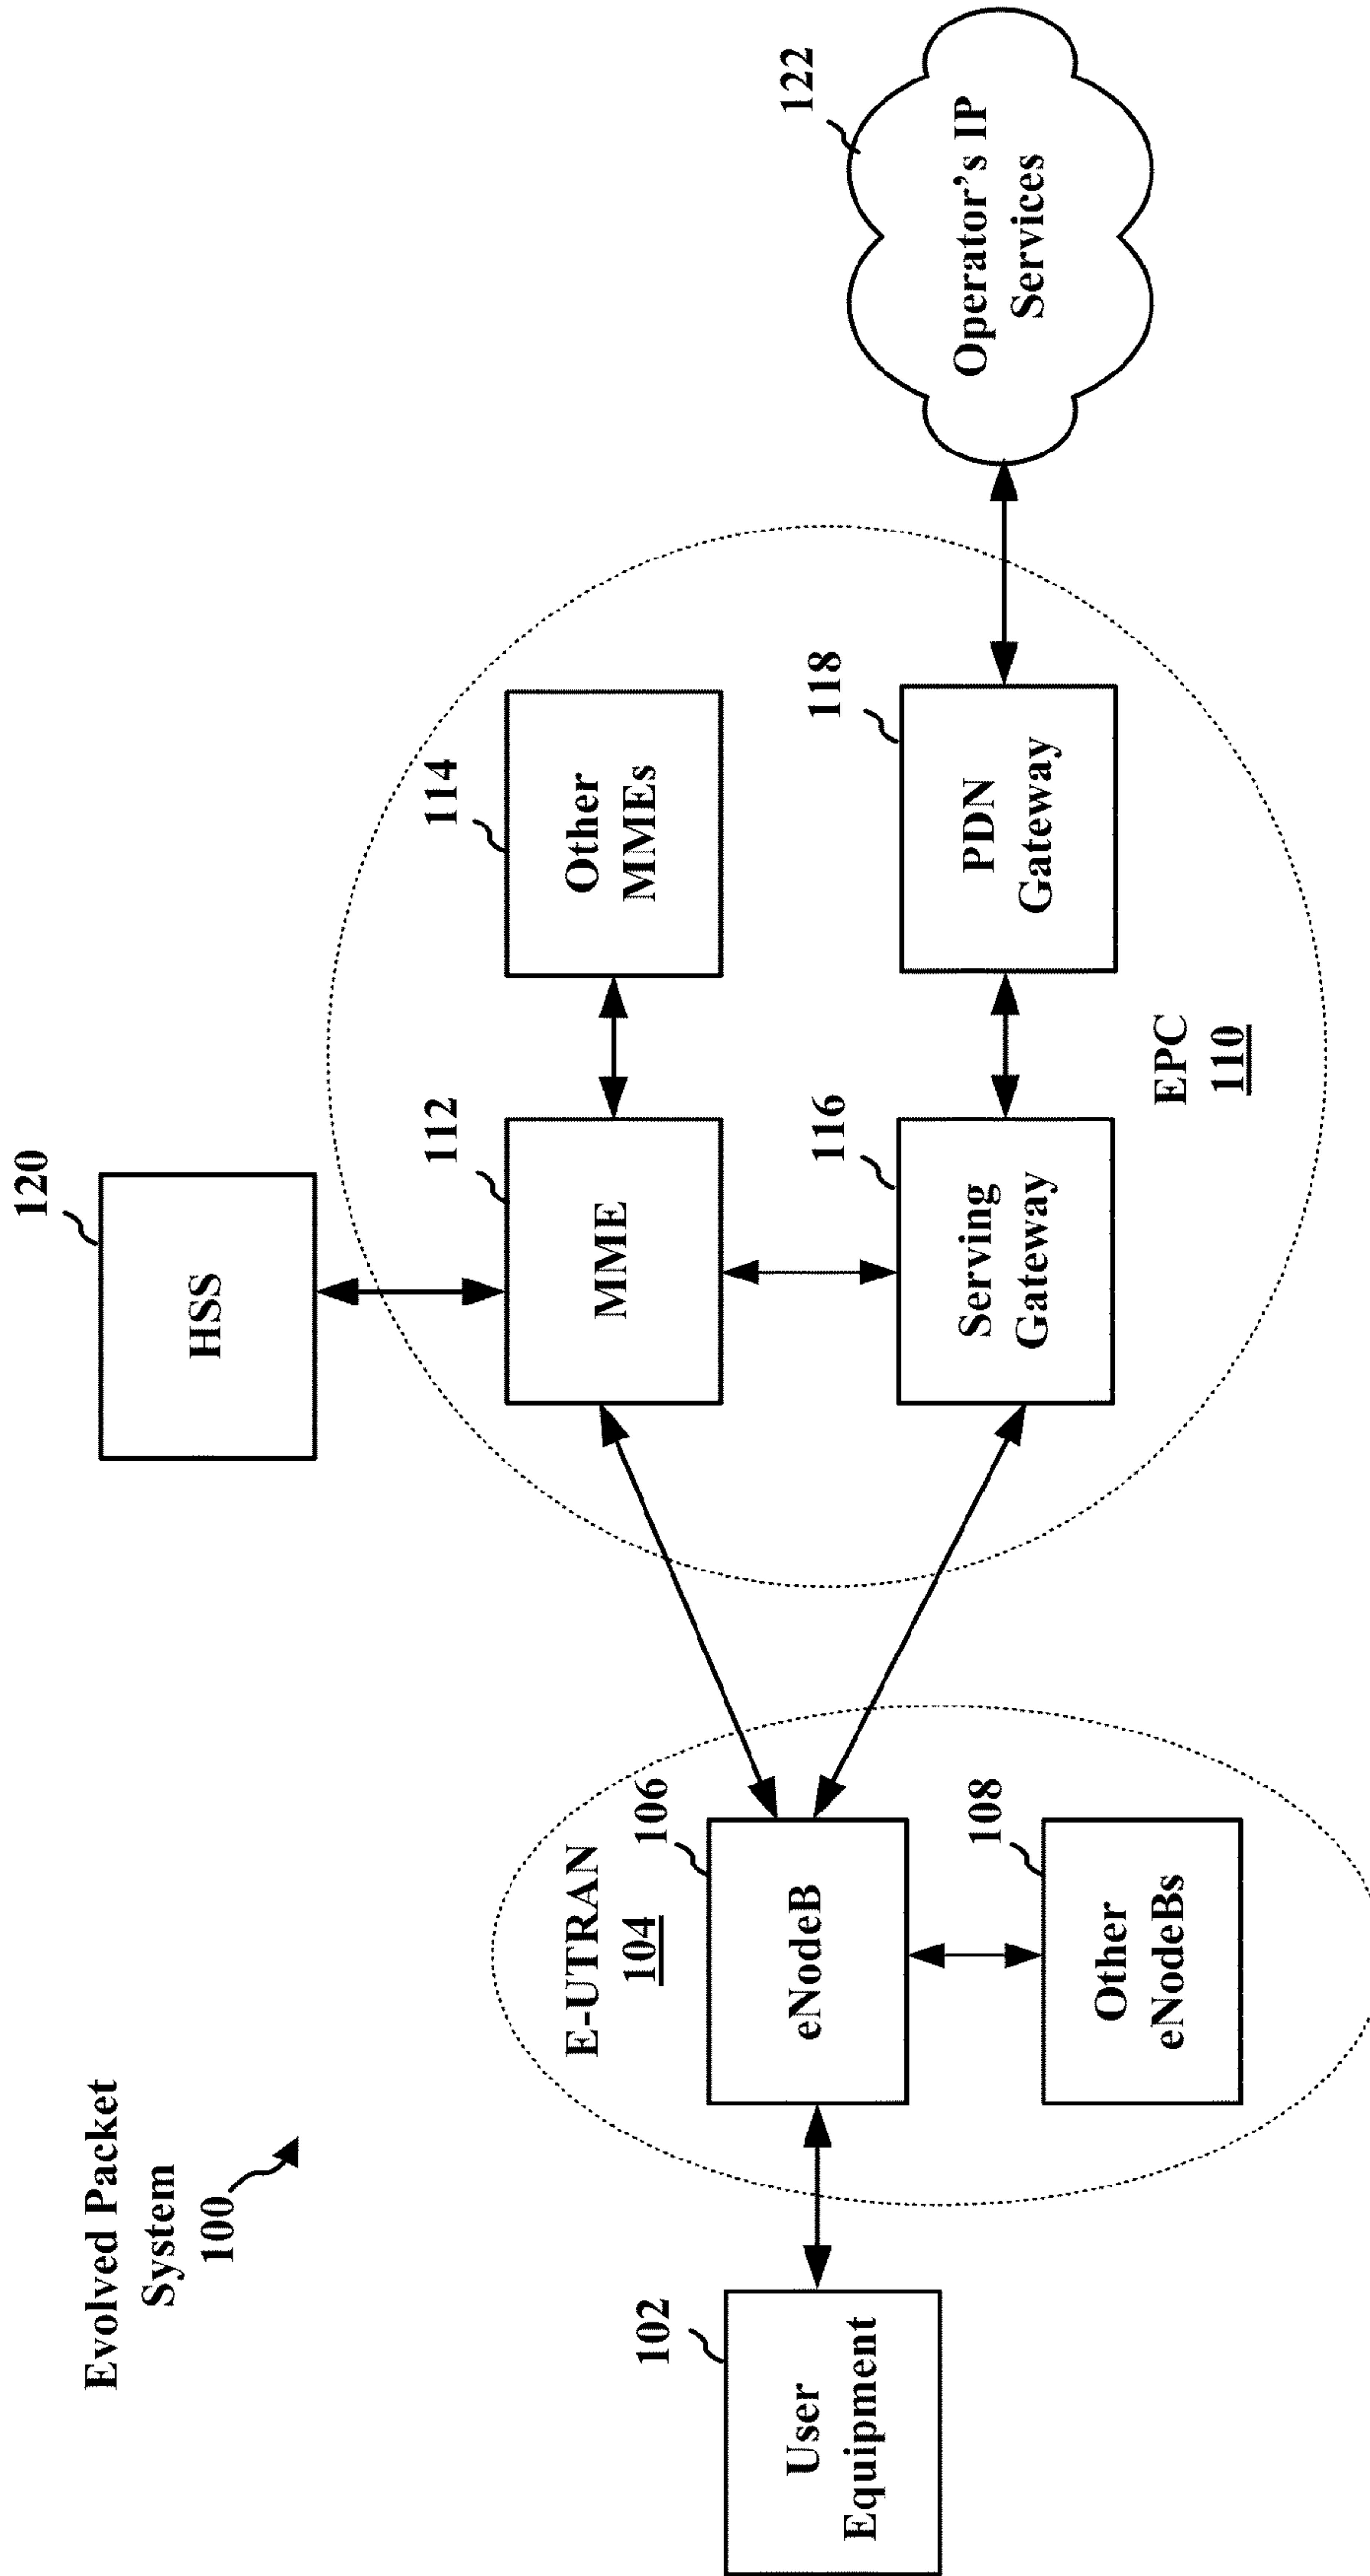 Evolved Packet
System
100
102
User
Equipment
E-UTRAN
104
106
eNodeB
108
Other
eNodeBs
120
HSS
112
MME
114
Other
MMEs
116
Serving
Gateway
118
PDN
Gateway
EPC
110
122
Operator's IP
Services